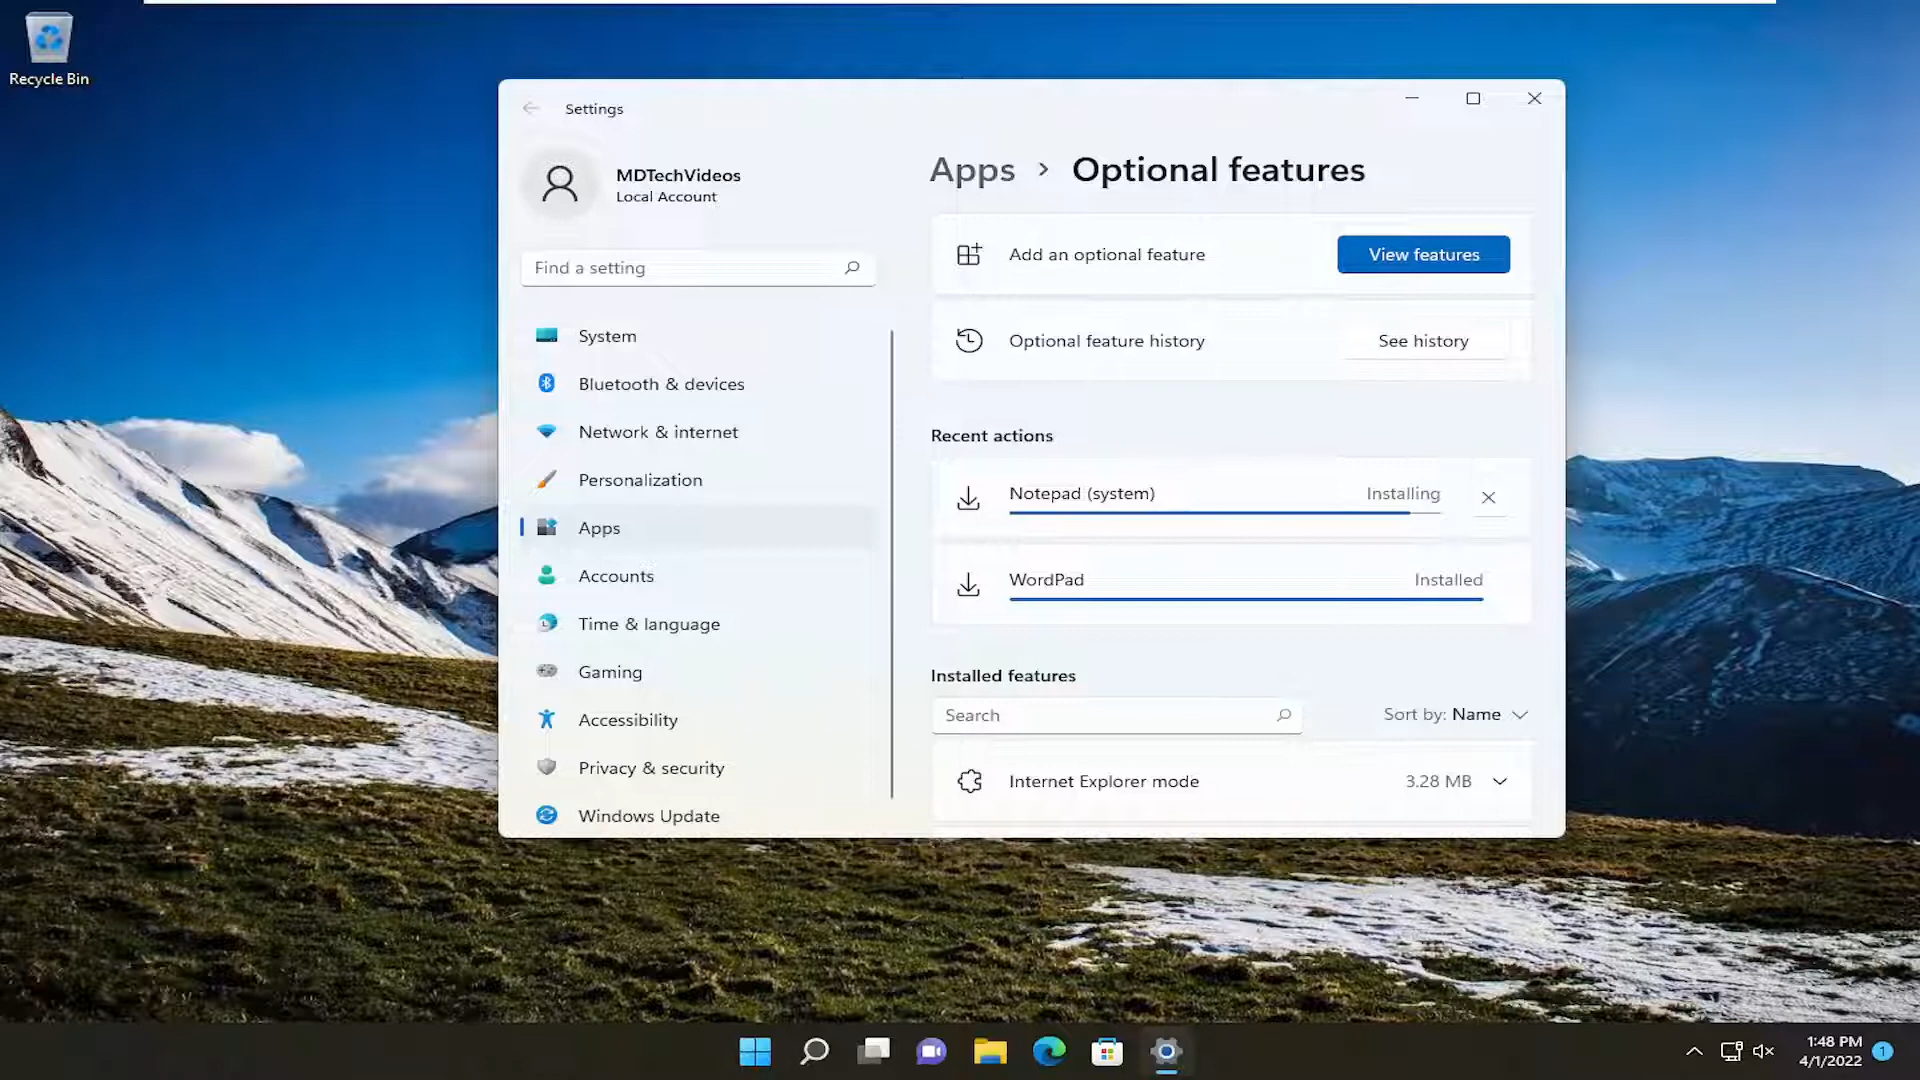 Recycle Bin
Settings
MDTechVideos
Local Account
Find a setting
System
Bluetooth & devices
Network & internet
Personalization
Apps
Accounts
Time & language
Gaming
Accessibility
Privacy & security
Windows Update
Apps > Optional features
Add an optional feature View features
Optional feature history See history
Recent actions
Notepad (system) Installing
WordPad Installed
Installed features
Search Sort by: Name
Internet Explorer mode 3.28 MB
1:48 PM
4/1/2022
1